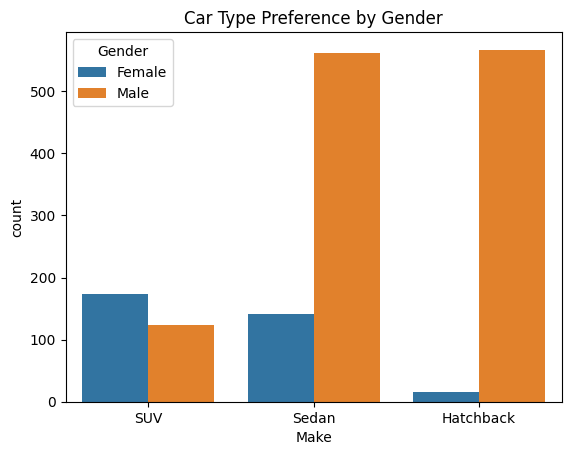 Car Type Preference by Gender
Gender
Female
Male
500
400
300
200
100
0
count
SUV
Sedan
Hatchback
Make